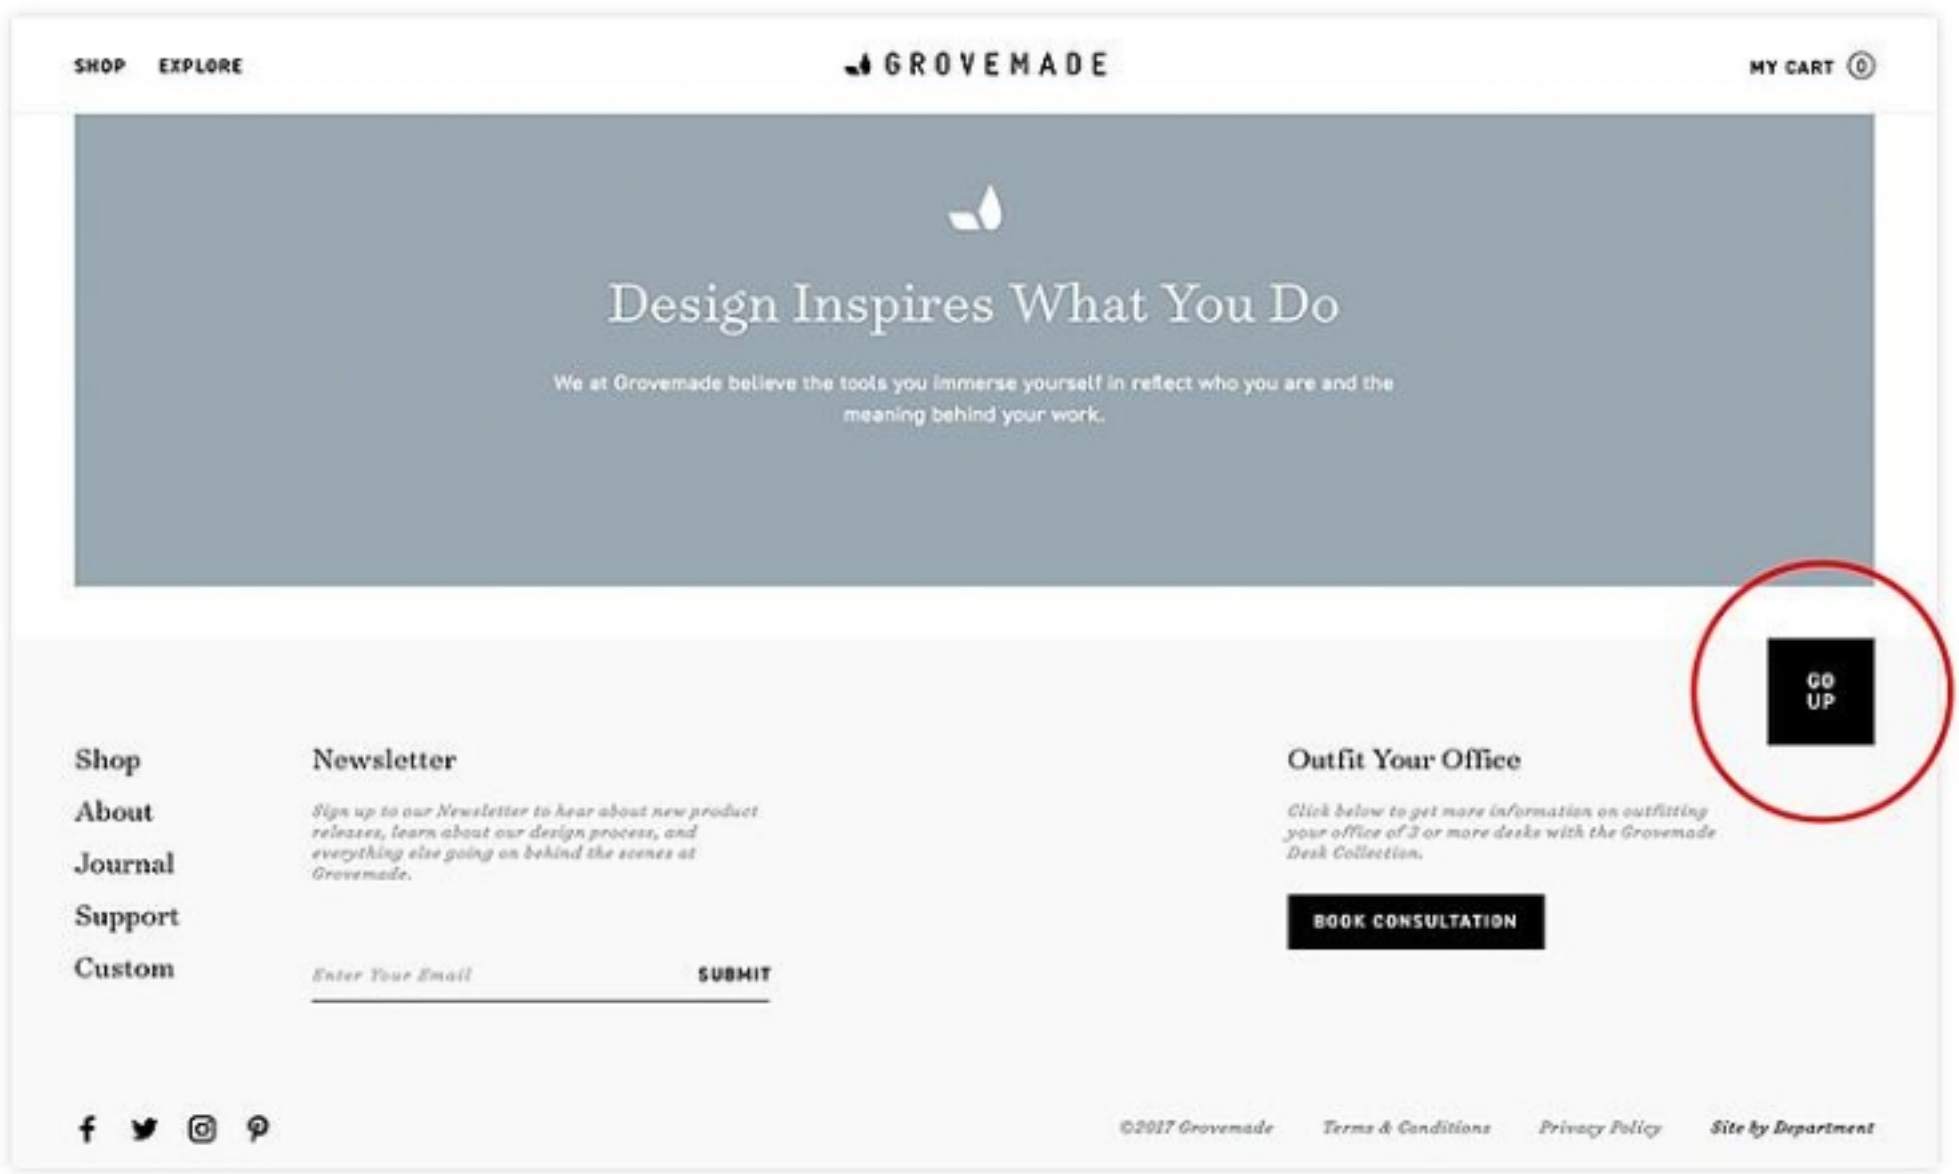 SHOP EXPLORE GROVEMADE MY CART 0
Design Inspires What You Do
We at Grovemade believe the tools you immerse yourself in reflect who you are and the
meaning behind your work.
GO
UP
Shop
About
Journal
Support
Custom
Newsletter
Sign up to our Newsletter to hear about new product
releases, learn about our design process, and
everything else going on behind the scenes at
Grovemade.
Enter Your Email SUBMIT
Outfit Your Office
Click below to get more information on outfitting
your office of 3 or more desks with the Grovemade
Desk Collection.
BOOK CONSULTATION
©2017 Grovemade Terms & Conditions Privacy Policy Site by Department